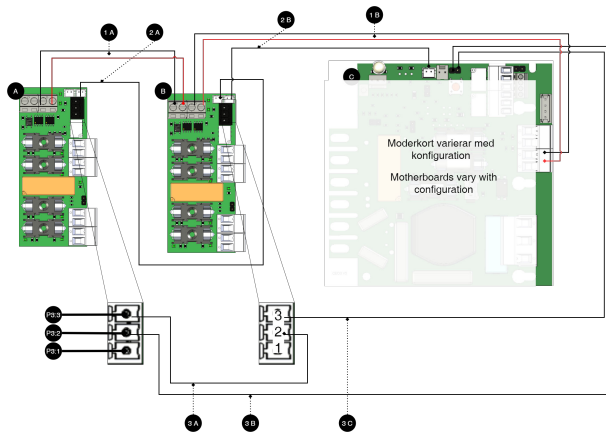 1 A
2 A
2 B
1 B
A
B
C
Moderkort varierar med
konfiguration
Motherboards vary with
configuration
P3:3
P3:2
P3:1
3
2
1
3 A
3 B
3 C